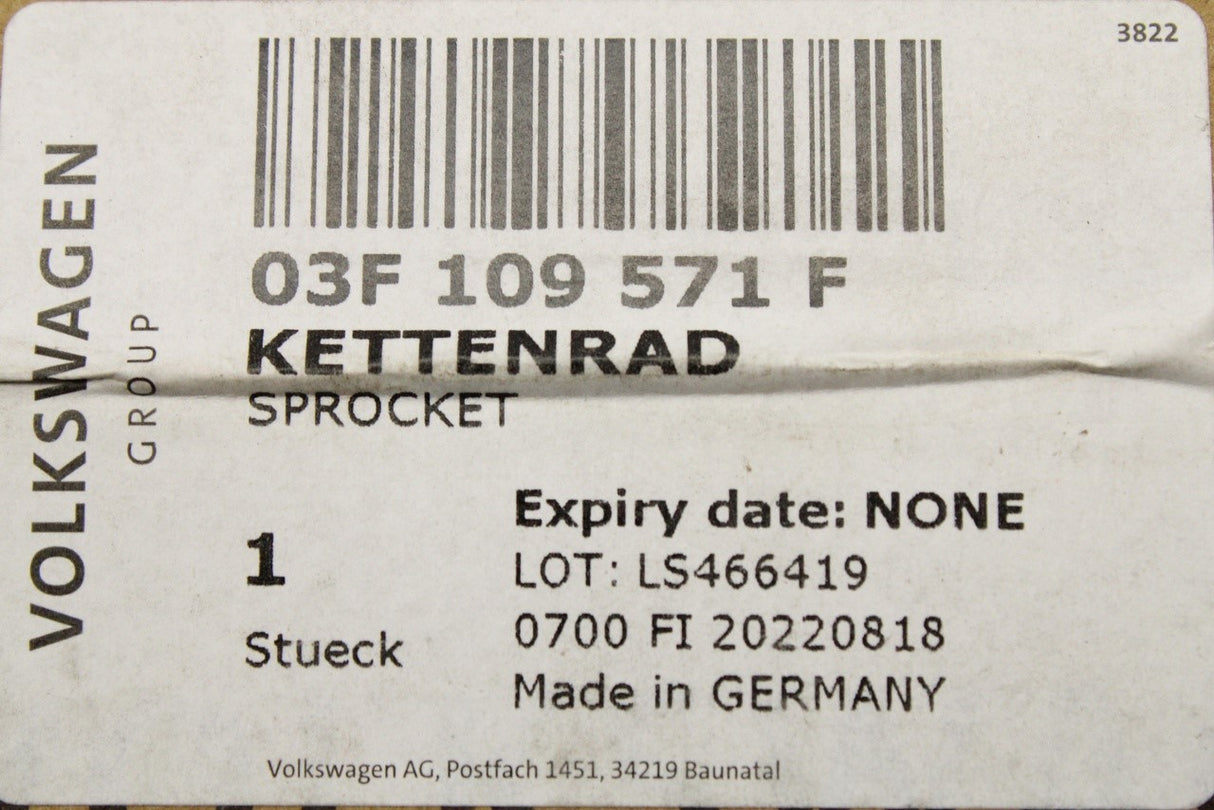 3822
VOLKSWAGEN
GROUP
03F 109 571 F
KETTENRAD
SPROCKET
1
Stueck
Expiry date: NONE
LOT: LS466419
0700 FI 20220818
Made in GERMANY
Volkswagen AG, Postfach 1451, 34219 Baunatal